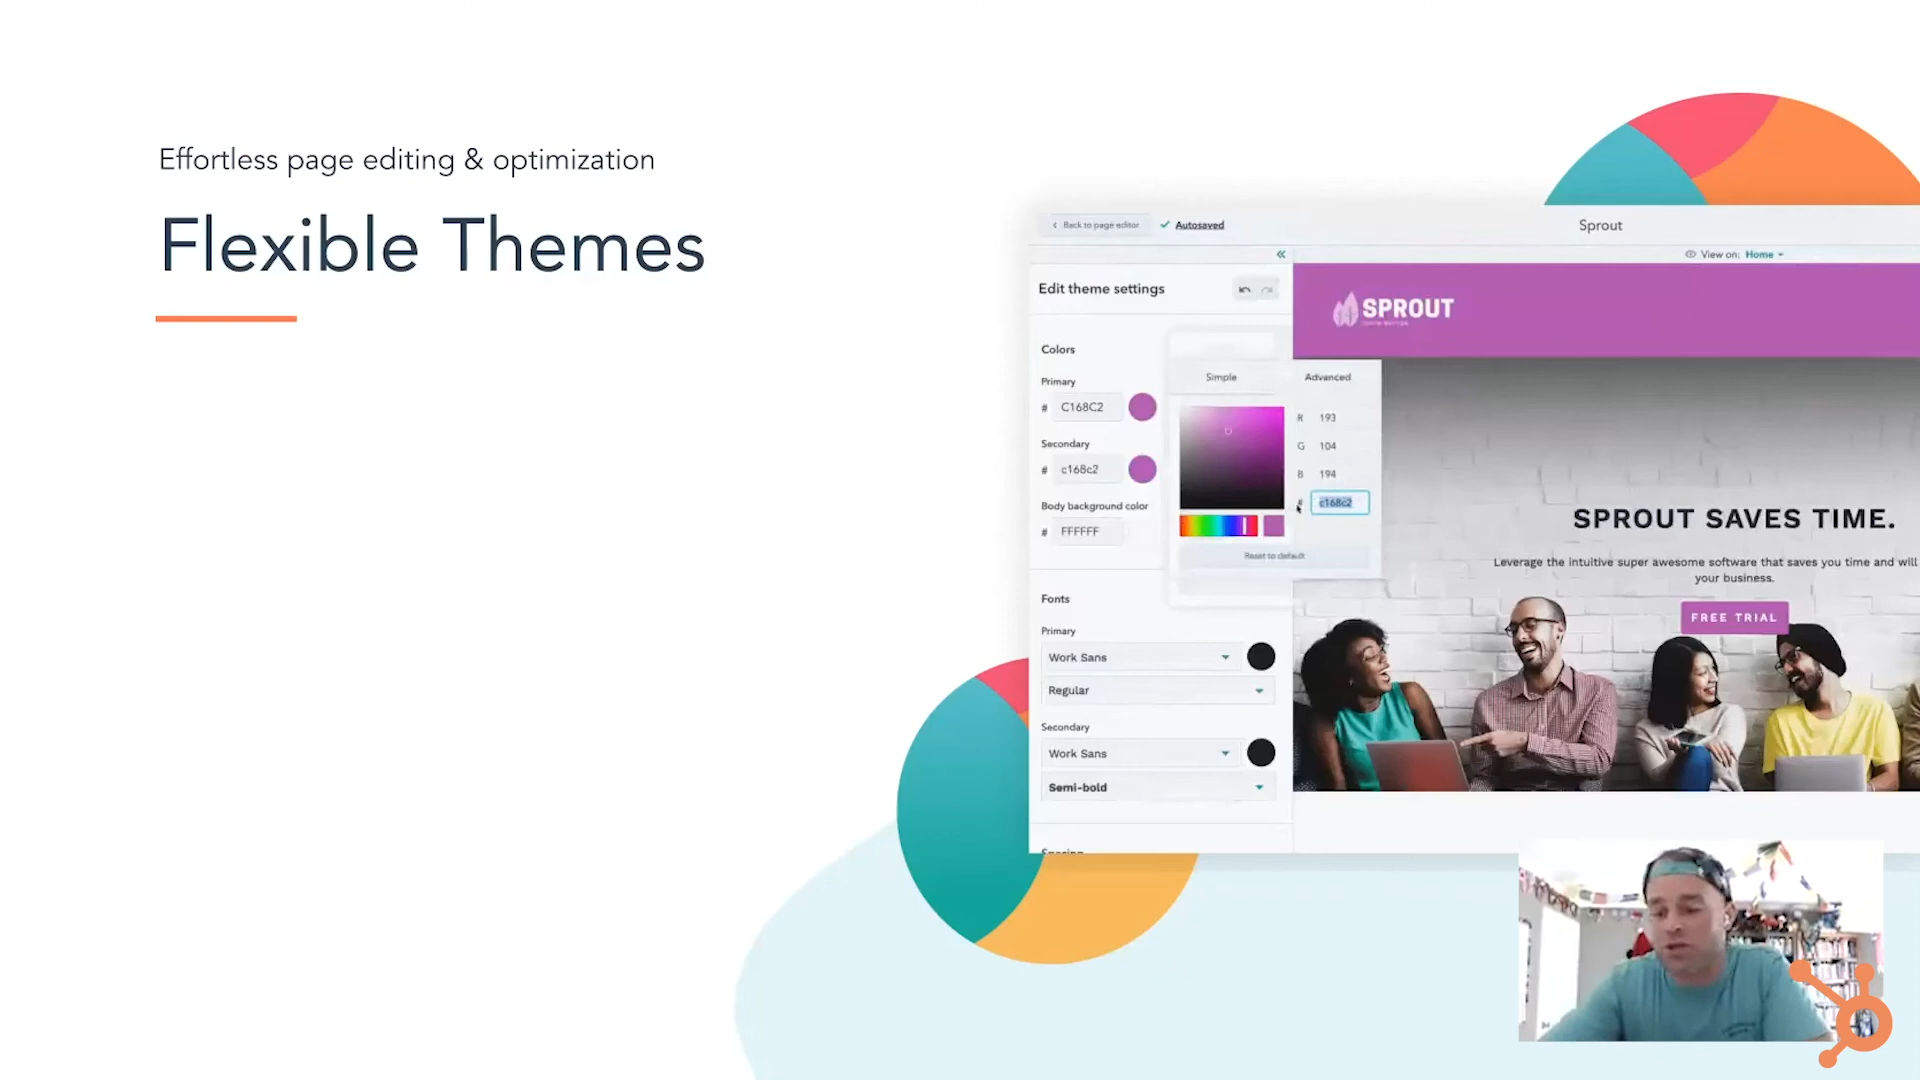 Effortless page editing & optimization
Flexible Themes
Back to page editor
Autosaved
Sprout
View on: Home
Edit theme settings
SPROUT
Colors
Primary
# C168C2
Secondary
# c168c2
Body background color
# FFFFFF
Simple
Advanced
R 193
G 104
B 194
# c168c2
Reset to default
SPROUT SAVES TIME.
Leverage the intuitive super awesome software that saves you time and will
your business.
FREE TRIAL
Fonts
Primary
Work Sans
Regular
Secondary
Work Sans
Semi-bold
Spacing